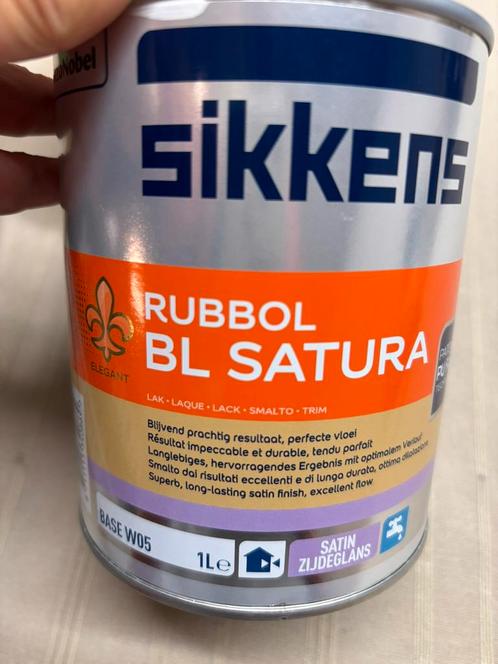 Nobel
sikkens
RUBBOL
BL SATURA
ELEGANT
LAK • LAQUE • LACK • SMALTO • TRIM
Blijvend prachtig resultaat, perfecte vloei
Résultat impeccable et durable, tendu parfait
Langlebiges, hervorragendes Ergebnis mit optimalem Verlauf
Smalto dai risultati eccellenti e di lunga durata, ottima dilatazione
Superb, long-lasting satin finish, excellent flow
BASE W05
1L e
SATIN
ZIJDEGLANS